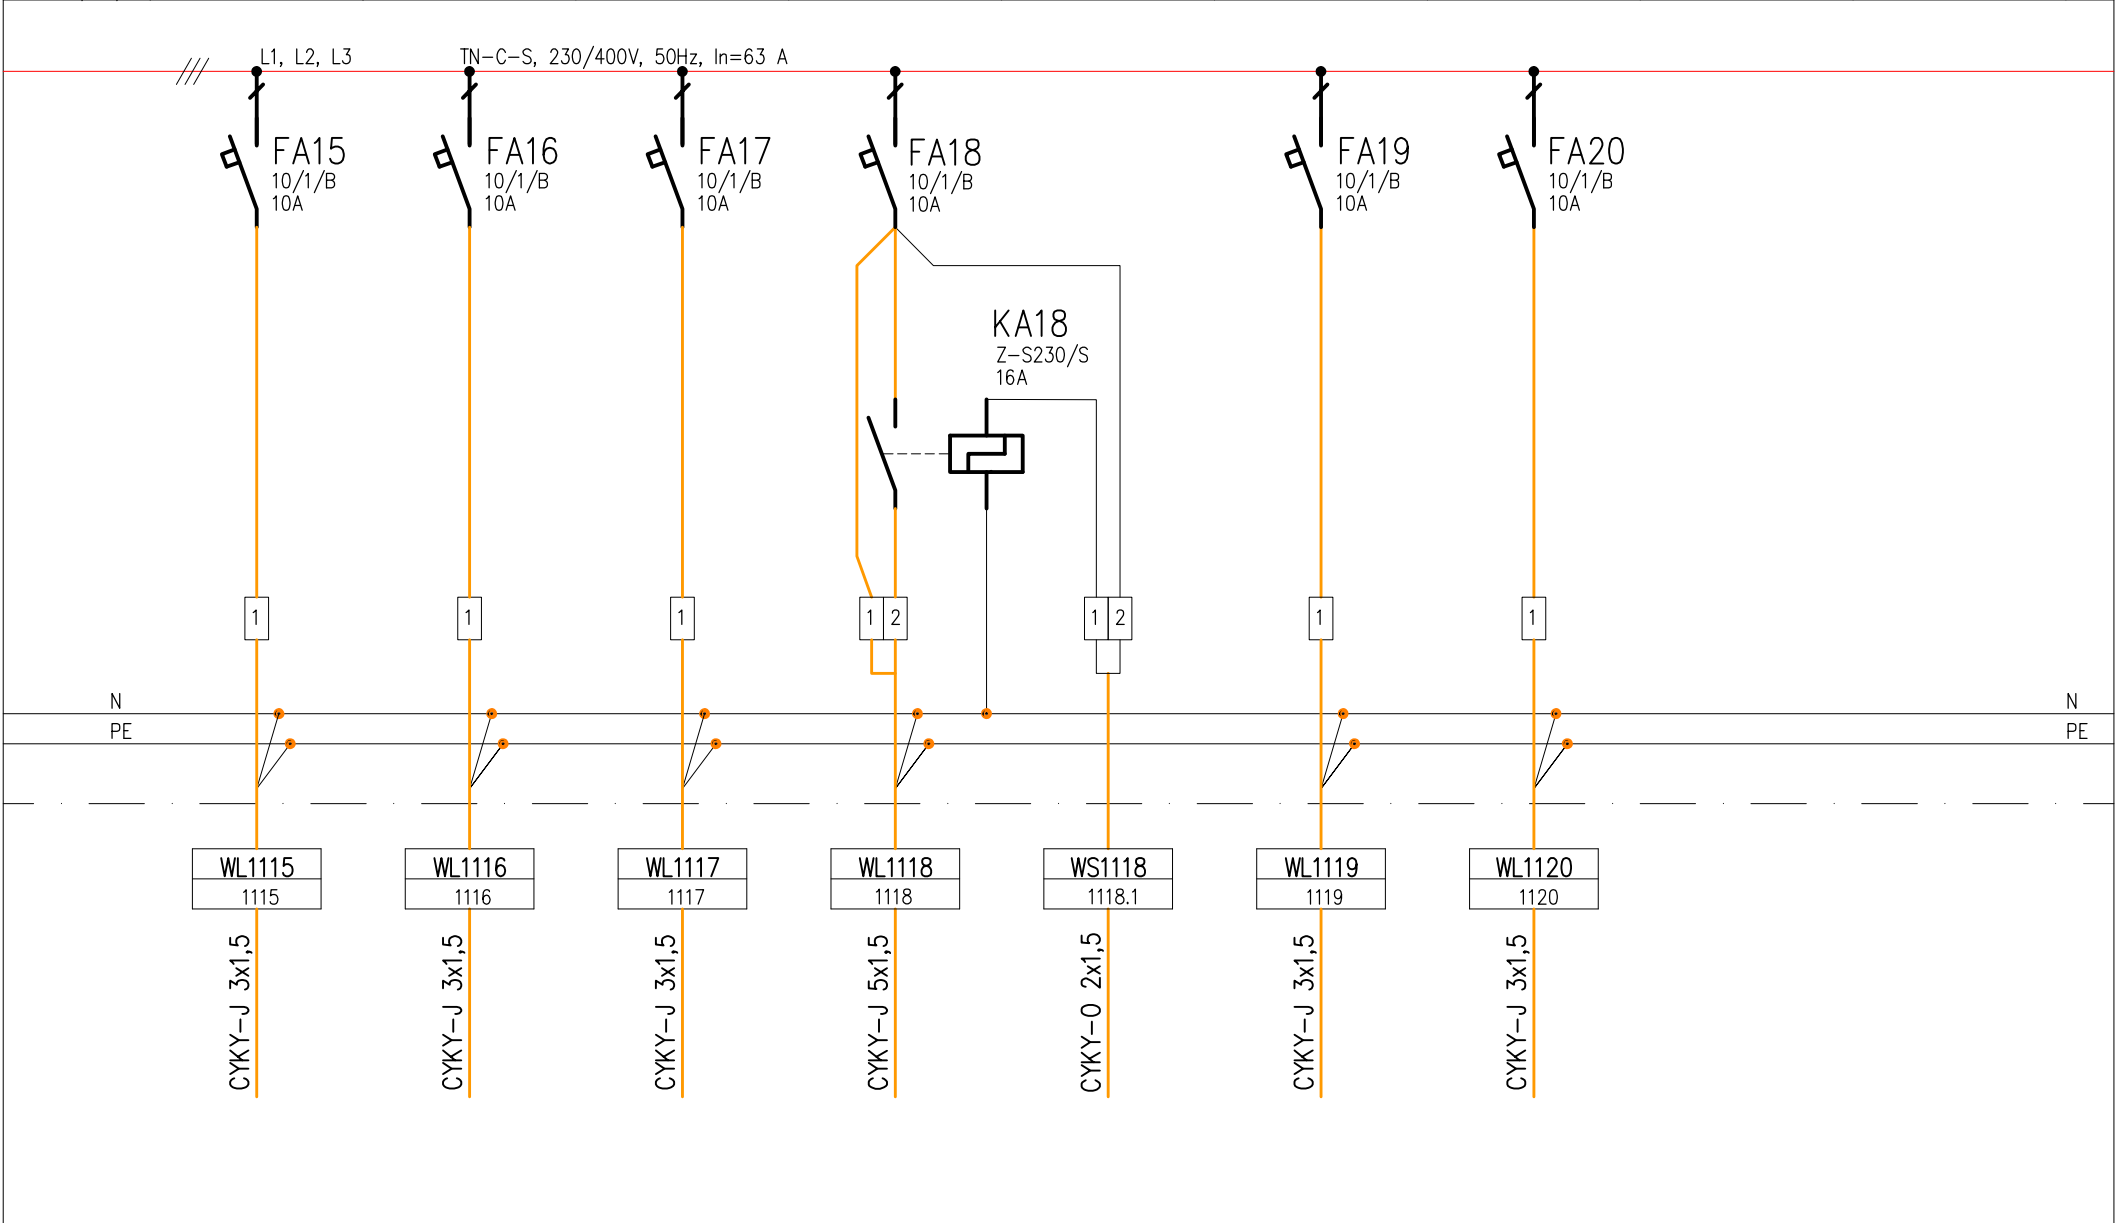 L1, L2, L3
TN-C-S, 230/400V, 50Hz, In=63 A
FA15
10/1/B
10A
FA16
10/1/B
10A
FA17
10/1/B
10A
FA18
10/1/B
10A
FA19
10/1/B
10A
FA20
10/1/B
10A
KA18
Z-S230/S
16A
1
1
1
1 2
1 2
1
1
N
N
PE
PE
WL1115
1115
WL1116
1116
WL1117
1117
WL1118
1118
WS1118
1118.1
WL1119
1119
WL1120
1120
CYKY-J 3x1,5
CYKY-J 3x1,5
CYKY-J 3x1,5
CYKY-J 5x1,5
CYKY-O 2x1,5
CYKY-J 3x1,5
CYKY-J 3x1,5